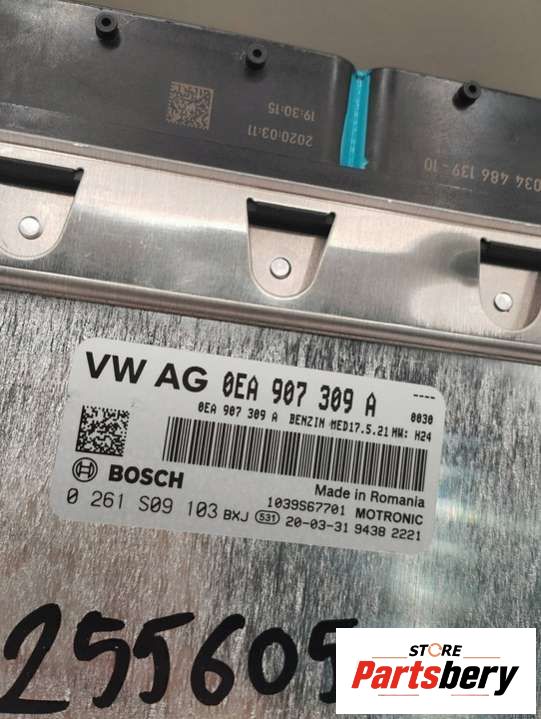 19:30:15
2020:03:11
034 486 139-10
VW AG 0EA 907 309 A
----
0030
0EA 907 309 A BENZIN MED17.5.21 MW: H24
BOSCH
Made in Romania
1039S67701 MOTRONIC
0 261 S09 103 BXJ 531 20-03-31 9438 2221
255605
STORE
Partsbery